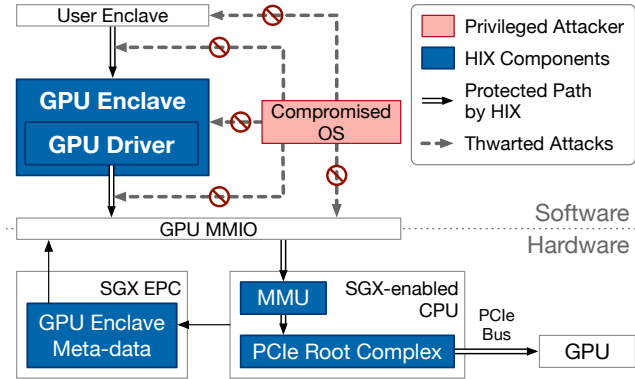 User Enclave
Privileged Attacker
HIX Components
Protected Path
by HIX
Thwarted Attacks
GPU Enclave
GPU Driver
Compromised
OS
GPU MMIO
Software
Hardware
SGX EPC
GPU Enclave
Meta-data
SGX-enabled
CPU
MMU
PCIe Root Complex
PCIe
Bus
GPU